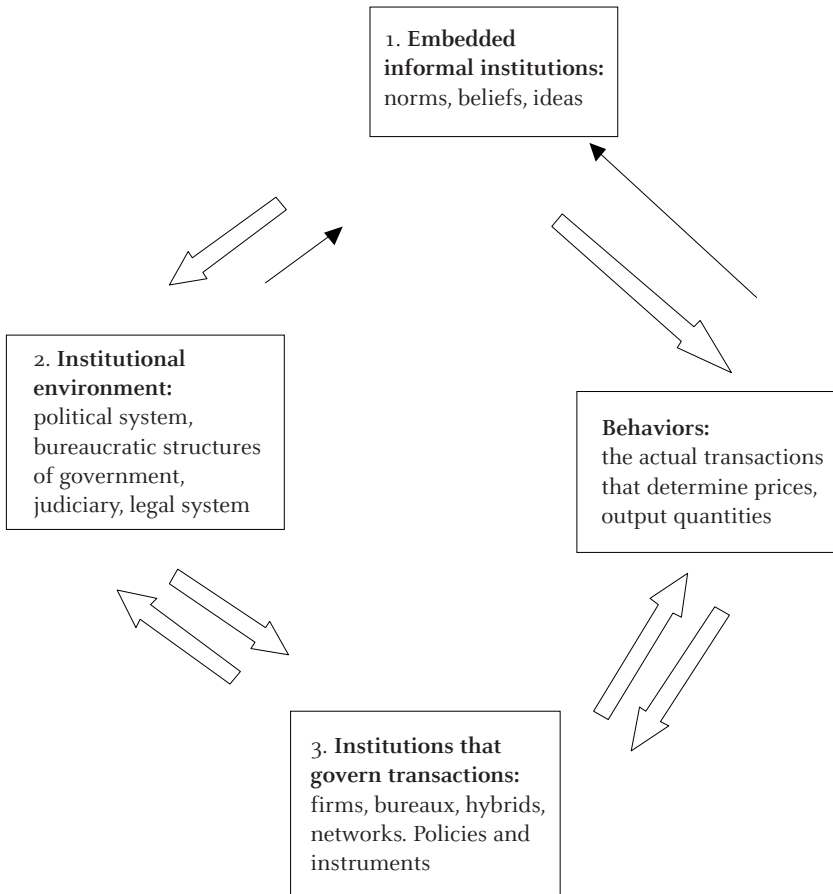 1. Embedded
informal institutions:
norms, beliefs, ideas
2. Institutional
environment:
political system,
bureaucratic structures
of government,
judiciary, legal system
Behaviors:
the actual transactions
that determine prices,
output quantities
3. Institutions that
govern transactions:
firms, bureaux, hybrids,
networks. Policies and
instruments